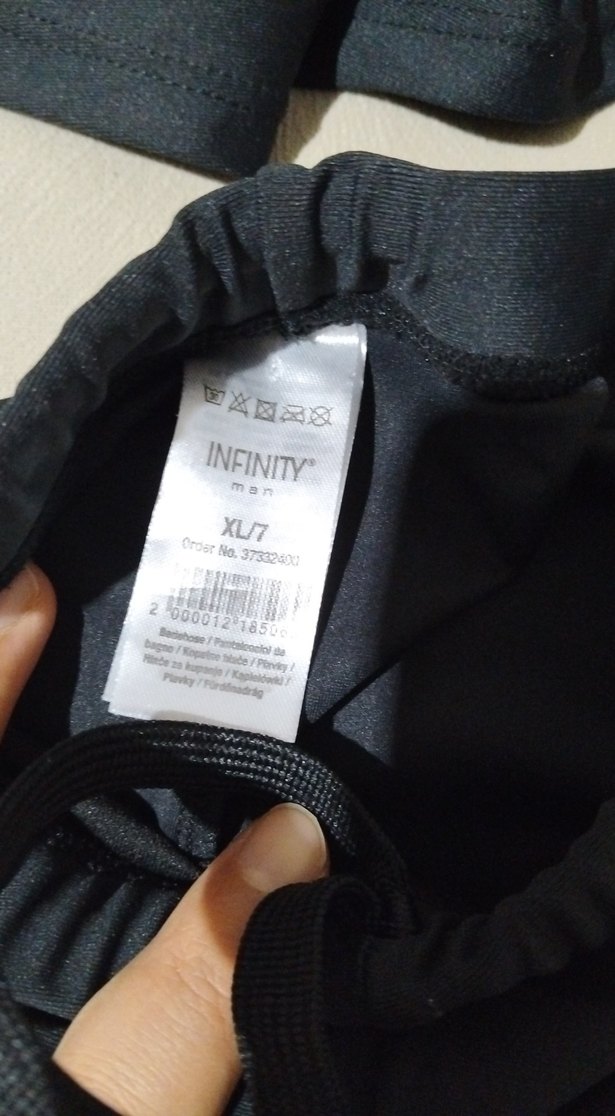 INFINITY®
man
XL/7
Order No. 37332400
2 000012 18506
Badehose / Pantaloncini da
bagno / Kopalne hlače / Plavky /
Hlače za kupanje / Kąpielówki /
Plavky / Fürdőnadrág